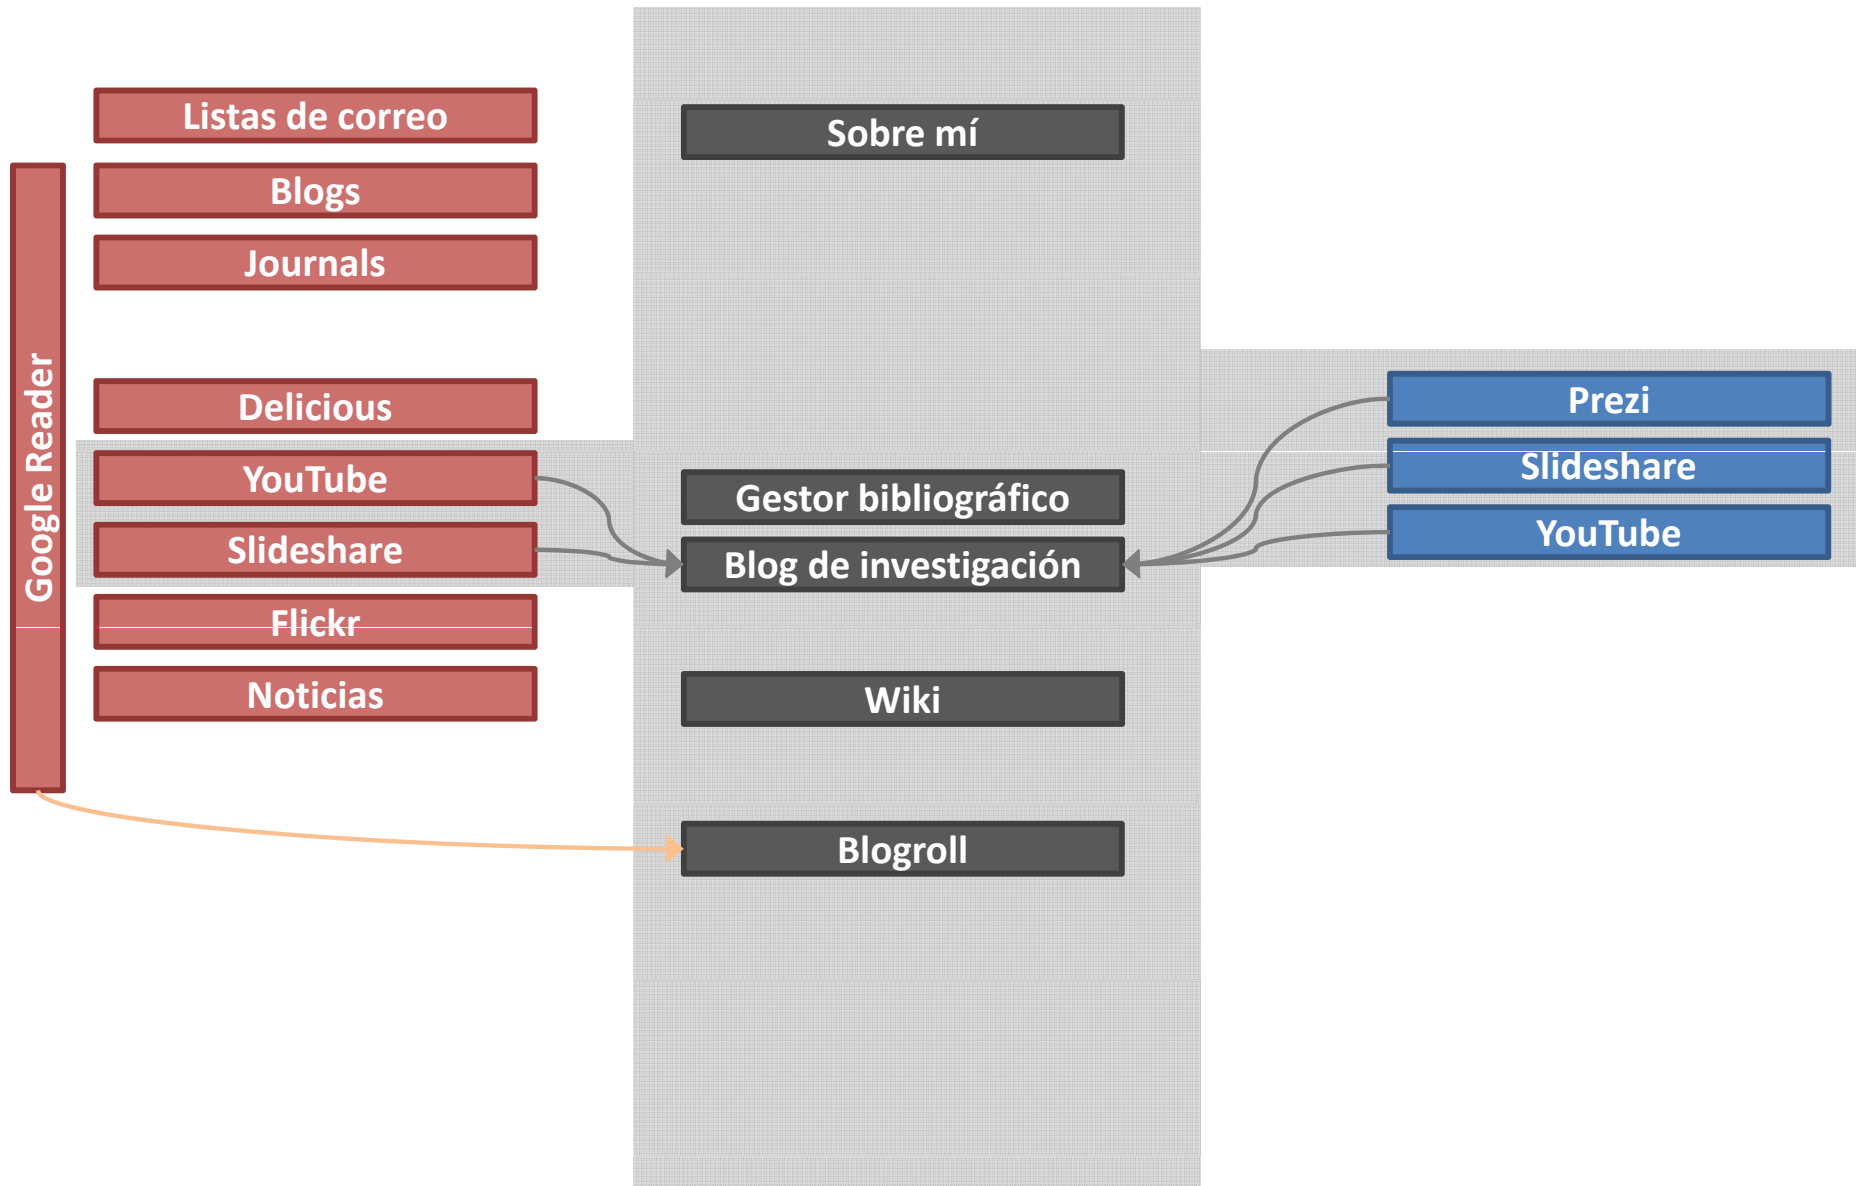 Google Reader
Listas de correo
Blogs
Journals
Delicious
YouTube
Slideshare
Flickr
Noticias
Sobre mí
Gestor bibliográfico
Blog de investigación
Wiki
Blogroll
Prezi
Slideshare
YouTube